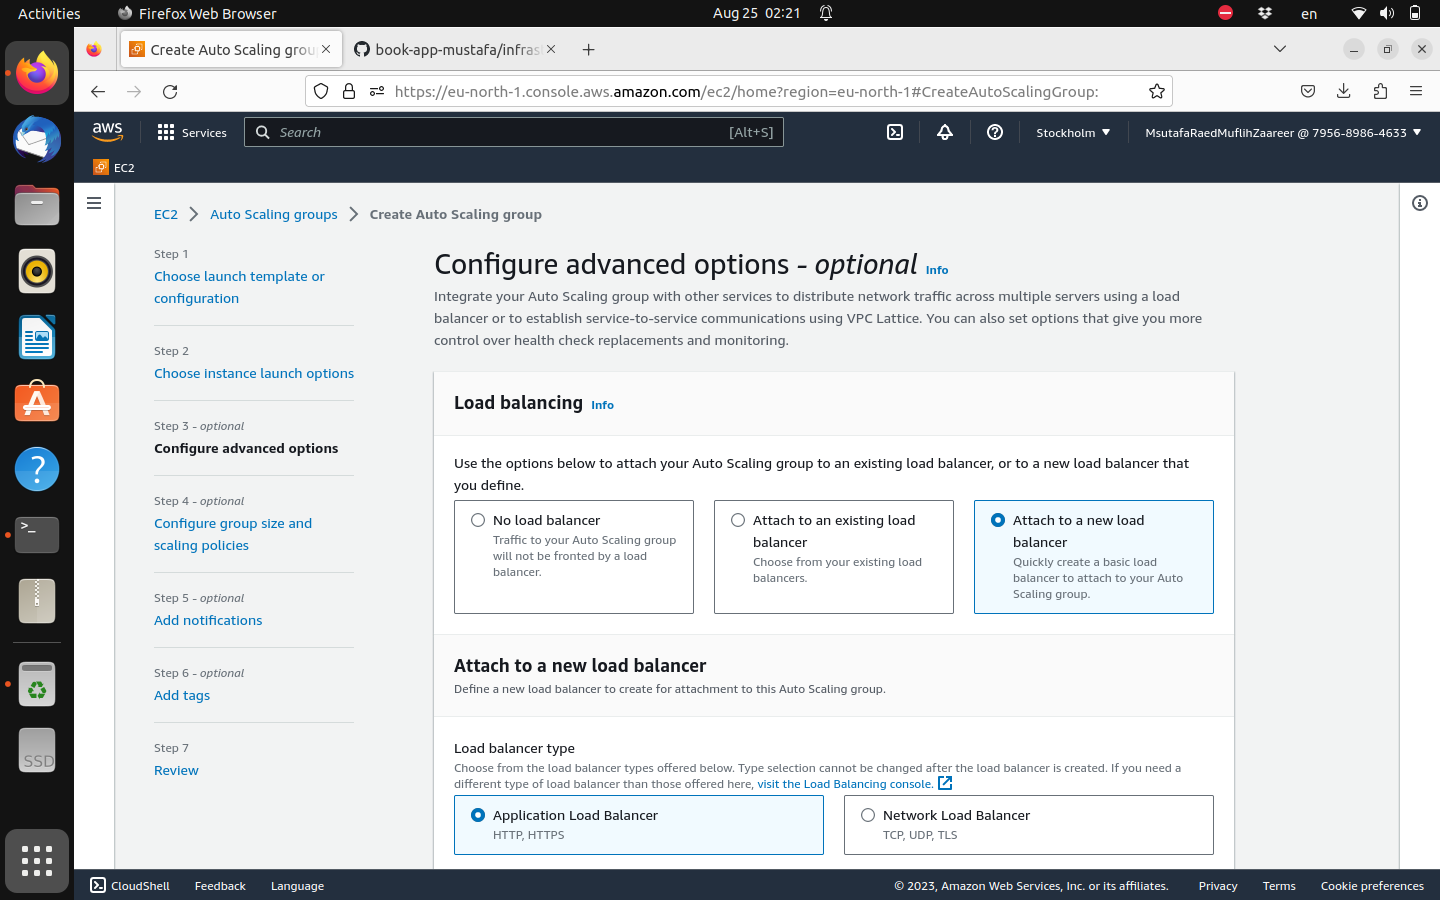 Activities
Firefox Web Browser
Aug 25 02:21
en
Create Auto Scaling grou
book-app-mustafa/infras
https://eu-north-1.console.aws.amazon.com/ec2/home?region=eu-north-1#CreateAutoScalingGroup:
aws
Services
Search
[Alt+S]
Stockholm
MsutafaRaedMuflihZaareer @ 7956-8986-4633
EC2
EC2
Auto Scaling groups
Create Auto Scaling group
Step 1
Choose launch template or
configuration
Step 2
Choose instance launch options
Step 3 - optional
Configure advanced options
Step 4 - optional
Configure group size and
scaling policies
Step 5 - optional
Add notifications
Step 6 - optional
Add tags
Step 7
Review
Configure advanced options - optional Info
Integrate your Auto Scaling group with other services to distribute network traffic across multiple servers using a load
balancer or to establish service-to-service communications using VPC Lattice. You can also set options that give you more
control over health check replacements and monitoring.
Load balancing Info
Use the options below to attach your Auto Scaling group to an existing load balancer, or to a new load balancer that
you define.
No load balancer
Traffic to your Auto Scaling group
will not be fronted by a load
balancer.
Attach to an existing load
balancer
Choose from your existing load
balancers.
Attach to a new load
balancer
Quickly create a basic load
balancer to attach to your Auto
Scaling group.
Attach to a new load balancer
Define a new load balancer to create for attachment to this Auto Scaling group.
Load balancer type
Choose from the load balancer types offered below. Type selection cannot be changed after the load balancer is created. If you need a
different type of load balancer than those offered here, visit the Load Balancing console.
Application Load Balancer
HTTP, HTTPS
Network Load Balancer
TCP, UDP, TLS
SSD
CloudShell
Feedback
Language
© 2023, Amazon Web Services, Inc. or its affiliates.
Privacy
Terms
Cookie preferences